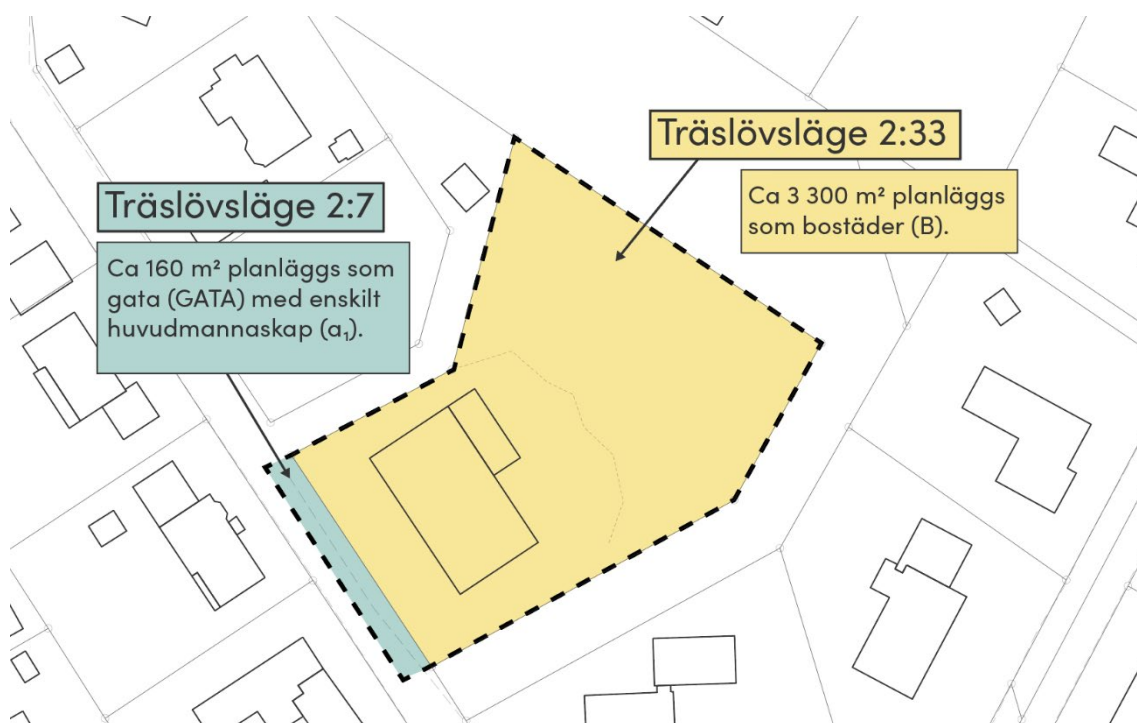 Träslövsläge 2:33
Ca 3 300 m² planläggs
som bostäder (B).
Träslövsläge 2:7
Ca 160 m² planläggs som
gata (GATA) med enskilt
huvudmannaskap (a₁).